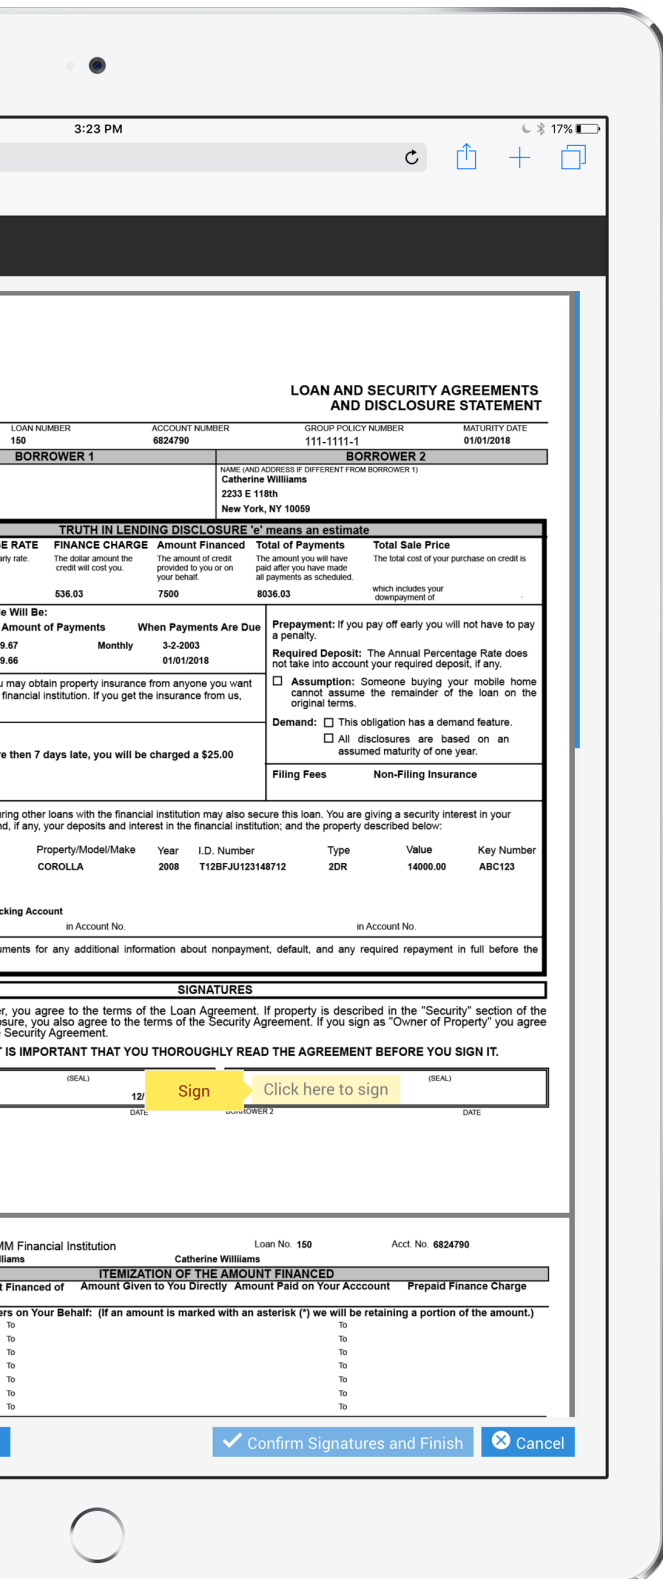 3:23 PM
17%
LOAN AND SECURITY AGREEMENTS
AND DISCLOSURE STATEMENT
LOAN NUMBER ACCOUNT NUMBER GROUP POLICY NUMBER MATURITY DATE
150 6824790 111-1111-1 01/01/2018
BORROWER 1 BORROWER 2
NAME (AND ADDRESS IF DIFFERENT FROM BORROWER 1)
Catherine Williiams
2233 E 118th
New York, NY 10059
TRUTH IN LENDING DISCLOSURE 'e' means an estimate
RATE FINANCE CHARGE Amount Financed Total of Payments Total Sale Price
rate. The dollar amount the The amount of credit The amount you will have The total cost of your purchase on credit is
credit will cost you. provided to you or on paid after you have made
your behalf. all payments as scheduled.
which includes your
536.03 7500 8036.03 downpayment of
Will Be:
Amount of Payments When Payments Are Due
9.67 Monthly 3-2-2003
9.66 01/01/2018
Prepayment: If you pay off early you will not have to pay
a penalty.
Required Deposit: The Annual Percentage Rate does
not take into account your required deposit, if any.
may obtain property insurance from anyone you want
financial institution. If you get the insurance from us,
Assumption: Someone buying your mobile home
cannot assume the remainder of the loan on the
original terms.
Demand: This obligation has a demand feature.
All disclosures are based on an
assumed maturity of one year.
then 7 days late, you will be charged a $25.00
Filing Fees Non-Filing Insurance
other loans with the financial institution may also secure this loan. You are giving a security interest in your
if any, your deposits and interest in the financial institution; and the property described below:
Property/Model/Make Year I.D. Number Type Value Key Number
COROLLA 2008 T12BFJU123148712 2DR 14000.00 ABC123
Account
in Account No. in Account No.
for any additional information about nonpayment, default, and any required repayment in full before the
SIGNATURES
you agree to the terms of the Loan Agreement. If property is described in the "Security" section of the
you also agree to the terms of the Security Agreement. If you sign as "Owner of Property" you agree
Security Agreement.
IS IMPORTANT THAT YOU THOROUGHLY READ THE AGREEMENT BEFORE YOU SIGN IT.
(SEAL) (SEAL)
12/ Sign Click here to sign
DATE BORROWER 2 DATE
Financial Institution Loan No. 150 Acct. No. 6824790
Catherine Williiams
ITEMIZATION OF THE AMOUNT FINANCED
Financed of Amount Given to You Directly Amount Paid on Your Acccount Prepaid Finance Charge
on Your Behalf: (If an amount is marked with an asterisk (*) we will be retaining a portion of the amount.)
To To
To To
To To
To To
To To
To To
To To
Confirm Signatures and Finish Cancel